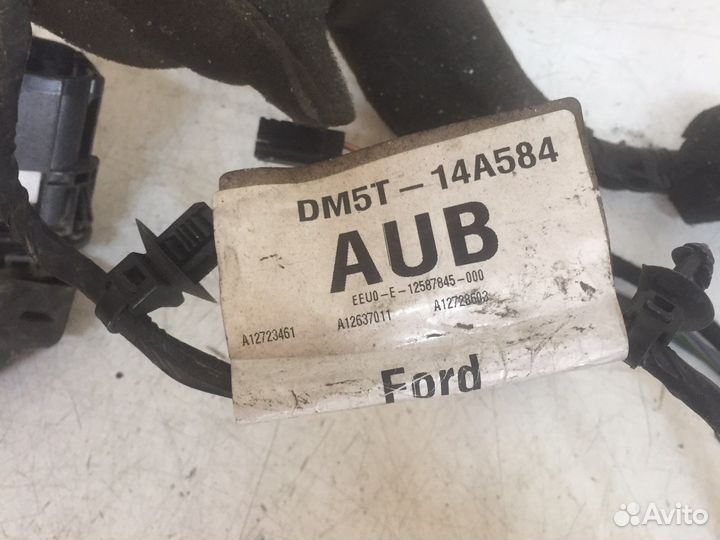 DM5T-14A584
AUB
EEU0-E-12587845-000
A12723461 A12637011 A12728603
Ford
Avito